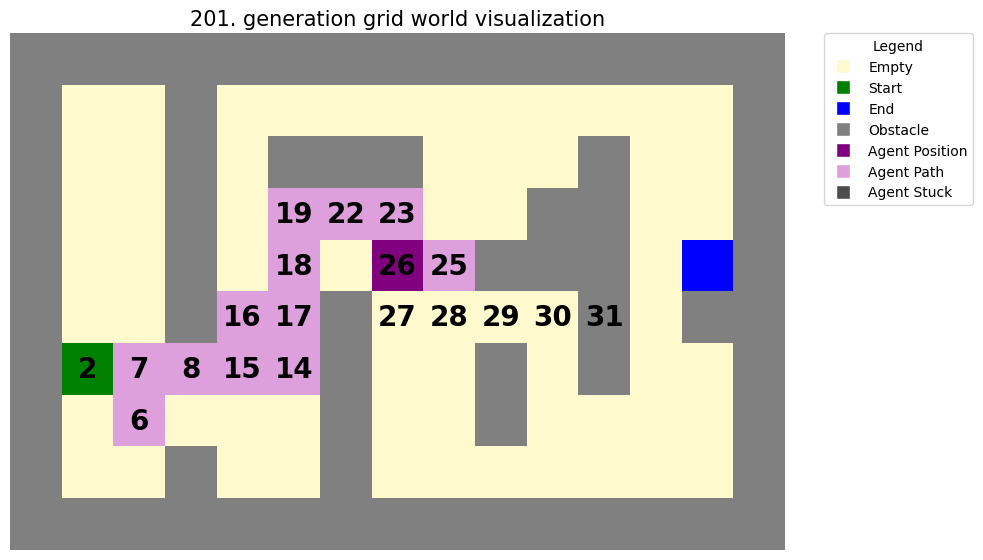 201. generation grid world visualization
Legend
Empty
Start
End
Obstacle
Agent Position
Agent Path
Agent Stuck
19 22 23
18 26 25
16 17 27 28 29 30 31
2 7 8 15 14
6